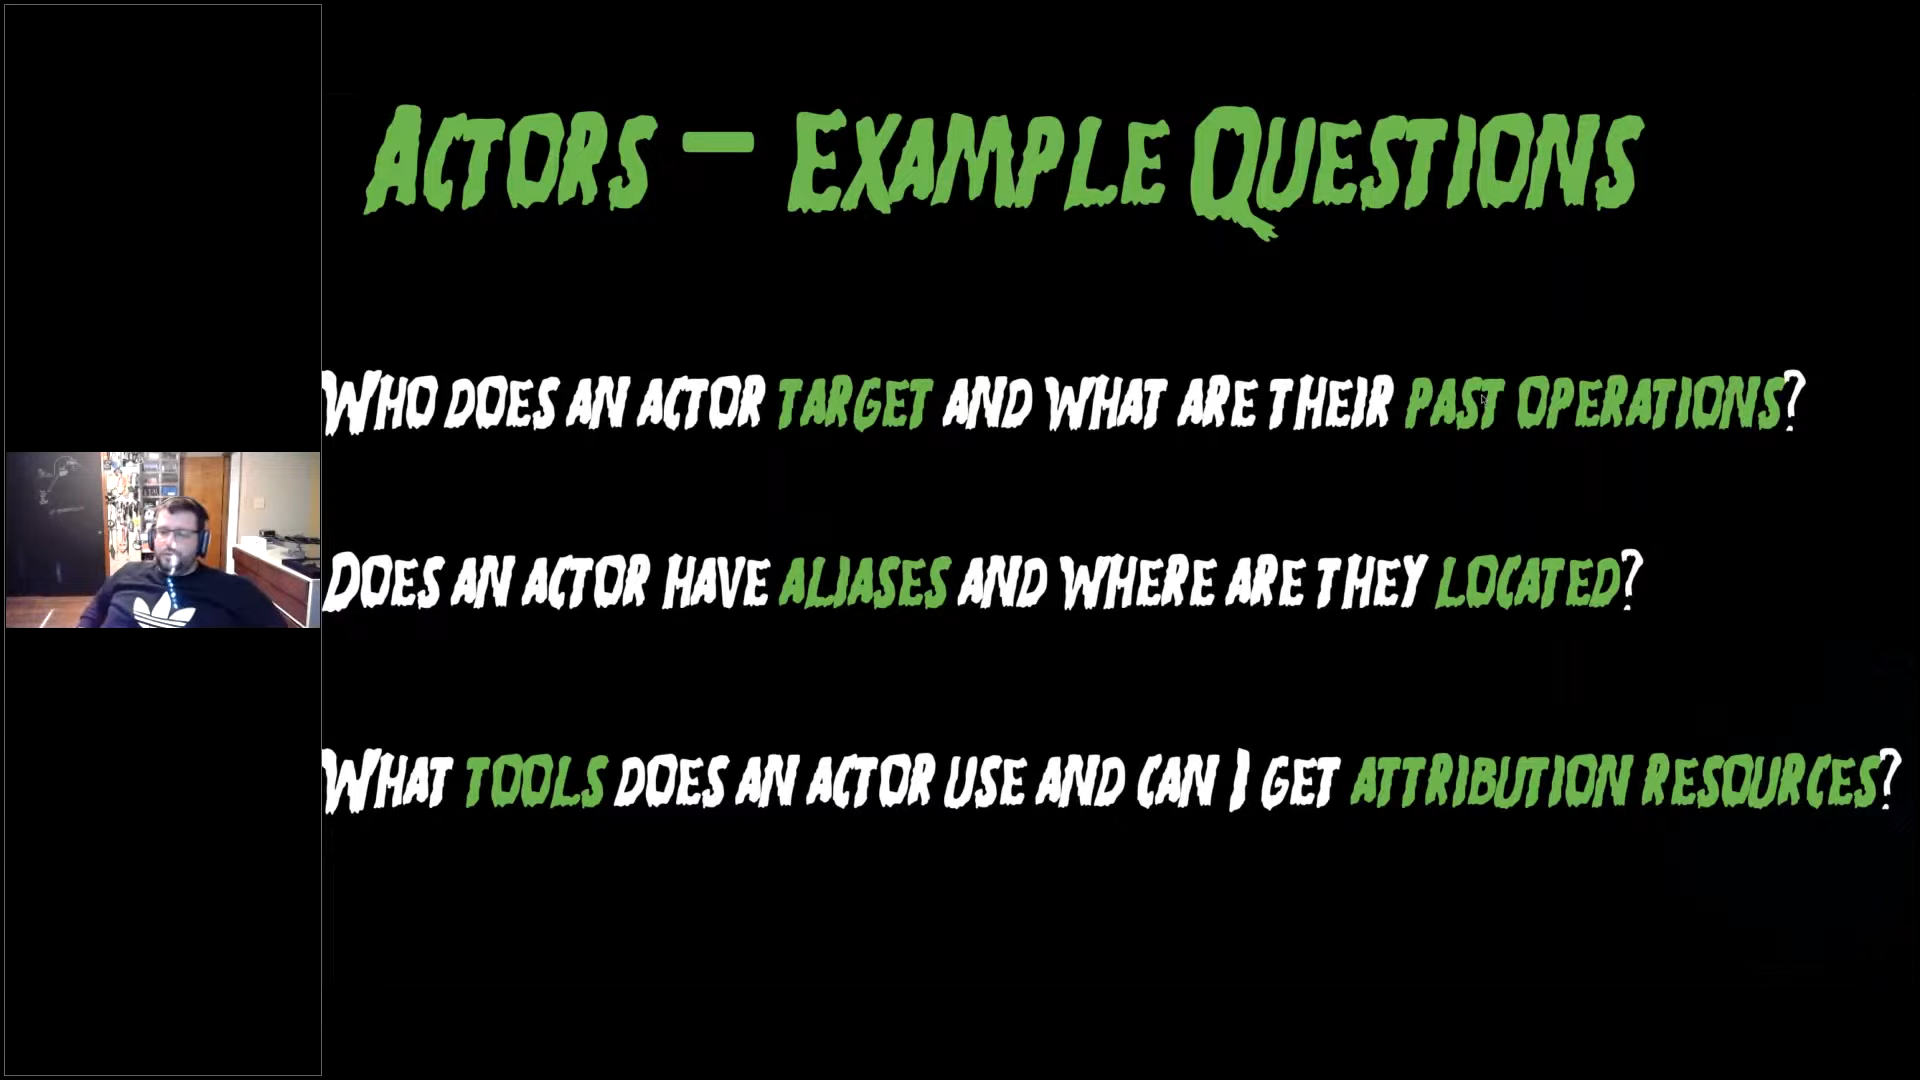 Actors – Example Questions
Who does an actor target and what are their past operations?
Does an actor have aliases and where are they located?
What tools does an actor use and can I get attribution resources?